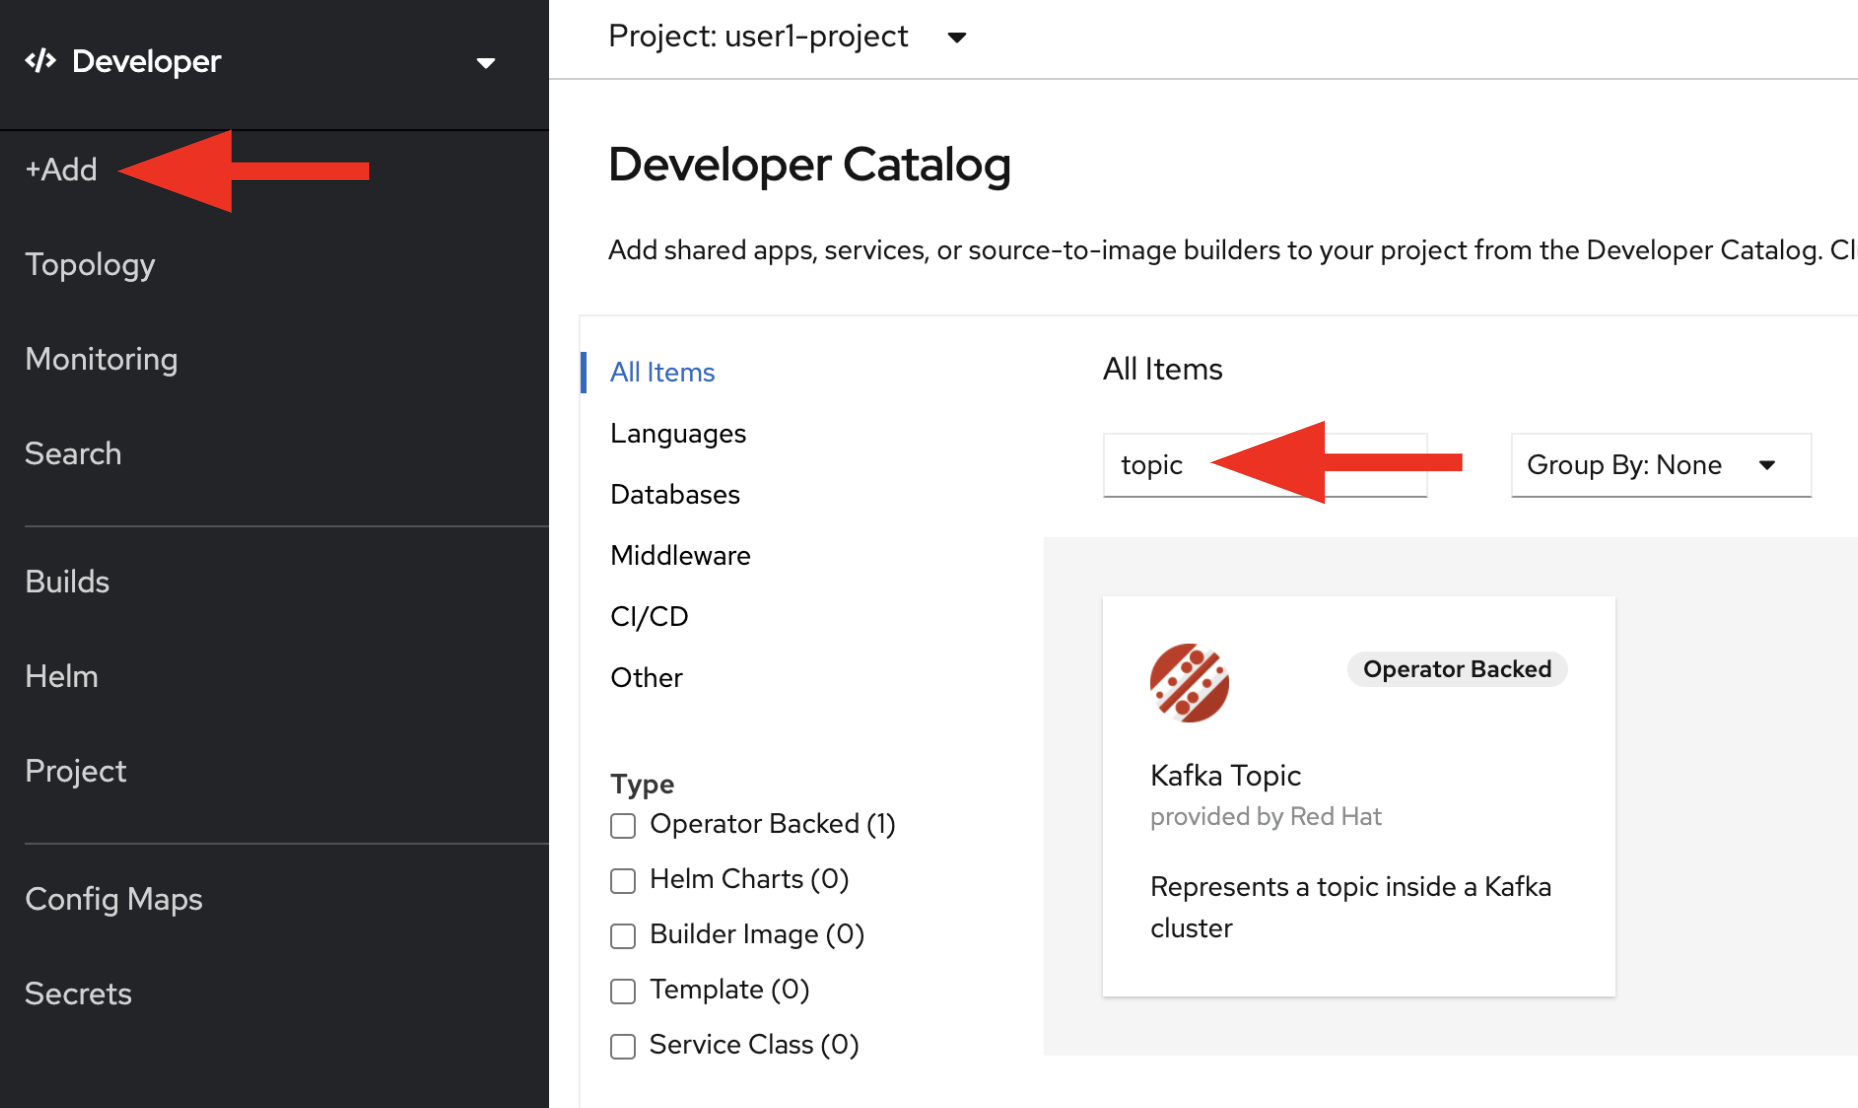 </> Developer
+Add
Topology
Monitoring
Search
Builds
Helm
Project
Config Maps
Secrets
Project: user1-project
Developer Catalog
Add shared apps, services, or source-to-image builders to your project from the Developer Catalog. Cl
All Items
Languages
Databases
Middleware
CI/CD
Other
Type
Operator Backed (1)
Helm Charts (0)
Builder Image (0)
Template (0)
Service Class (0)
All Items
topic
Group By: None
Operator Backed
Kafka Topic
provided by Red Hat
Represents a topic inside a Kafka
cluster